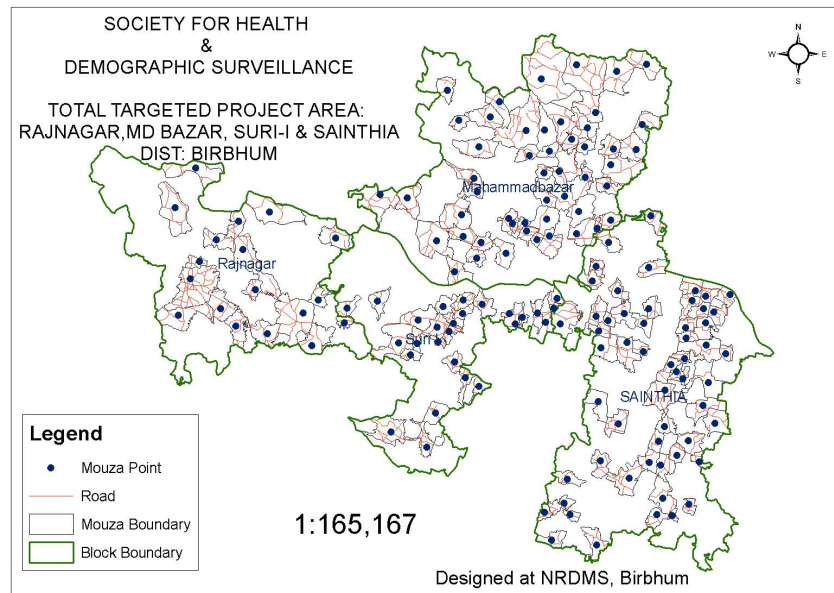 SOCIETY FOR HEALTH
&
DEMOGRAPHIC SURVEILLANCE
TOTAL TARGETED PROJECT AREA:
RAJNAGAR,MD BAZAR, SURI-I & SAINTHIA
DIST: BIRBHUM
N
W E
S
Mahammadbazar
Rajnagar
Suri I
SAINTHIA
Legend
Mouza Point
Road
Mouza Boundary
Block Boundary
1:165,167
Designed at NRDMS, Birbhum